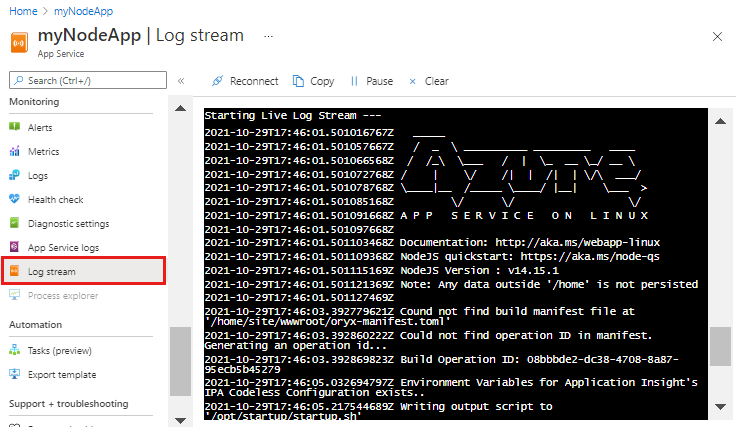 Home > myNodeApp
myNodeApp | Log stream ...
App Service
Search (Ctrl+/)
«
Reconnect Copy Pause Clear
Monitoring
Alerts
Metrics
Logs
Health check
Diagnostic settings
App Service logs
Log stream
Process explorer
Automation
Tasks (preview)
Export template
Support + troubleshooting
Starting Live Log Stream ---
2021-10-29T17:46:01.501016767Z
2021-10-29T17:46:01.501057667Z
2021-10-29T17:46:01.501066568Z
2021-10-29T17:46:01.501072768Z
2021-10-29T17:46:01.501078768Z
2021-10-29T17:46:01.501085168Z
2021-10-29T17:46:01.501091668Z A P P   S E R V I C E   O N   L I N U X
2021-10-29T17:46:01.501097668Z
2021-10-29T17:46:01.501103468Z Documentation: http://aka.ms/webapp-linux
2021-10-29T17:46:01.501109368Z NodeJS quickstart: https://aka.ms/node-qs
2021-10-29T17:46:01.501115169Z NodeJS Version : v14.15.1
2021-10-29T17:46:01.501121369Z Note: Any data outside '/home' is not persisted
2021-10-29T17:46:01.501127469Z
2021-10-29T17:46:03.392779621Z Cound not find build manifest file at
'/home/site/wwwroot/oryx-manifest.toml'
2021-10-29T17:46:03.392860222Z Could not find operation ID in manifest.
Generating an operation id...
2021-10-29T17:46:03.392869823Z Build Operation ID: 08bbbde2-dc38-4708-8a87-
95ecb5b45279
2021-10-29T17:46:05.032694797Z Environment Variables for Application Insight's
IPA Codeless Configuration exists..
2021-10-29T17:46:05.217544689Z Writing output script to
'/opt/startup/startup.sh'